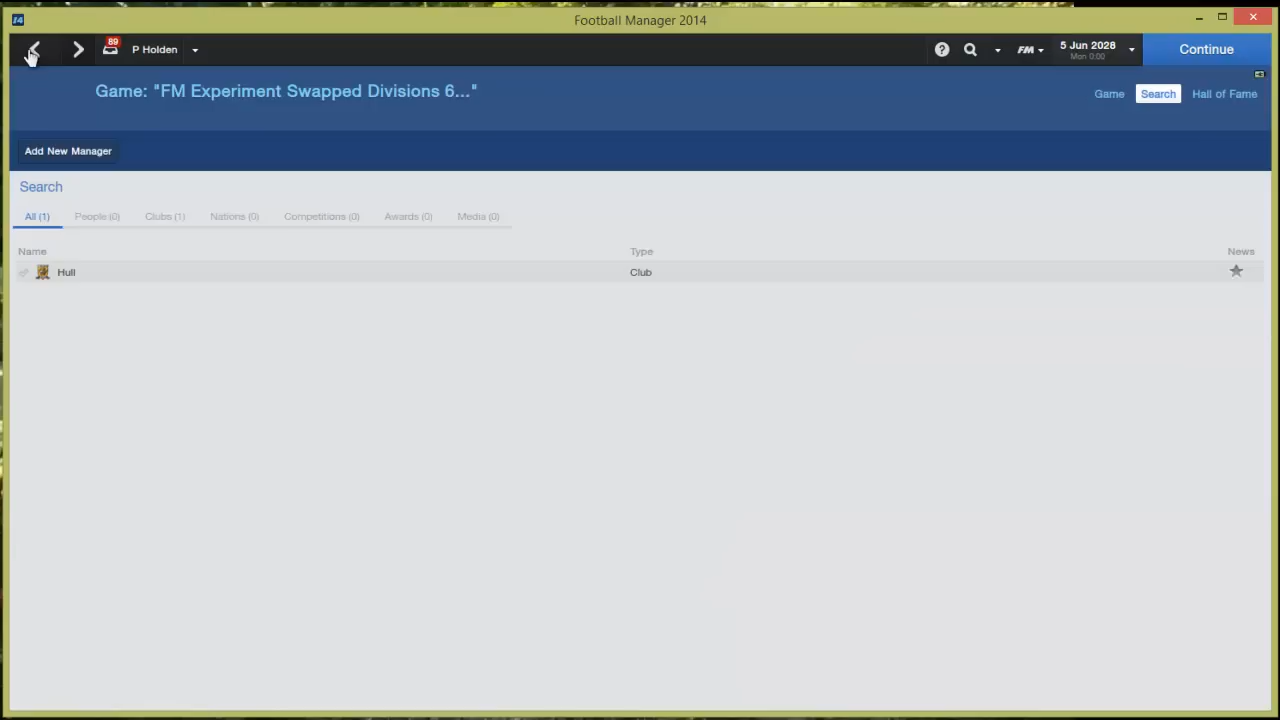 14
Football Manager 2014
89
P Holden
FM
5 Jun 2028
Mon 0:00
Continue
Game: "FM Experiment Swapped Divisions 6..."
Game
Search
Hall of Fame
Add New Manager
Search
All (1)
People (0)
Clubs (1)
Nations (0)
Competitions (0)
Awards (0)
Media (0)
Name
Type
News
Hull
Club